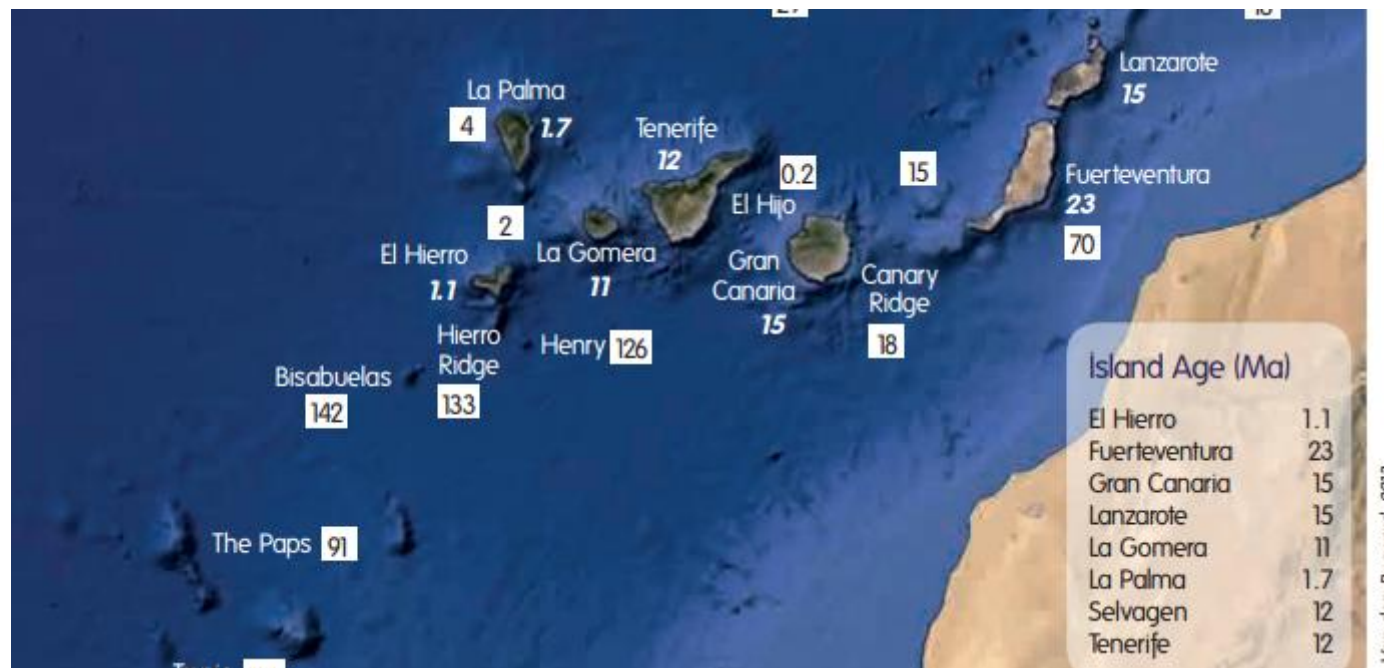 La Palma
4
1.7
Tenerife
12
Lanzarote
15
0.2
El Hijo
15
Fuerteventura
23
70
2
El Hierro
1.1
La Gomera
11
Gran
Canaria
15
Canary
Ridge
18
Hierro
Ridge
133
Henry 126
Bisabuelas
142
The Paps 91
Island Age (Ma)
El Hierro 1.1
Fuerteventura 23
Gran Canaria 15
Lanzarote 15
La Gomera 11
La Palma 1.7
Selvagen 12
Tenerife 12